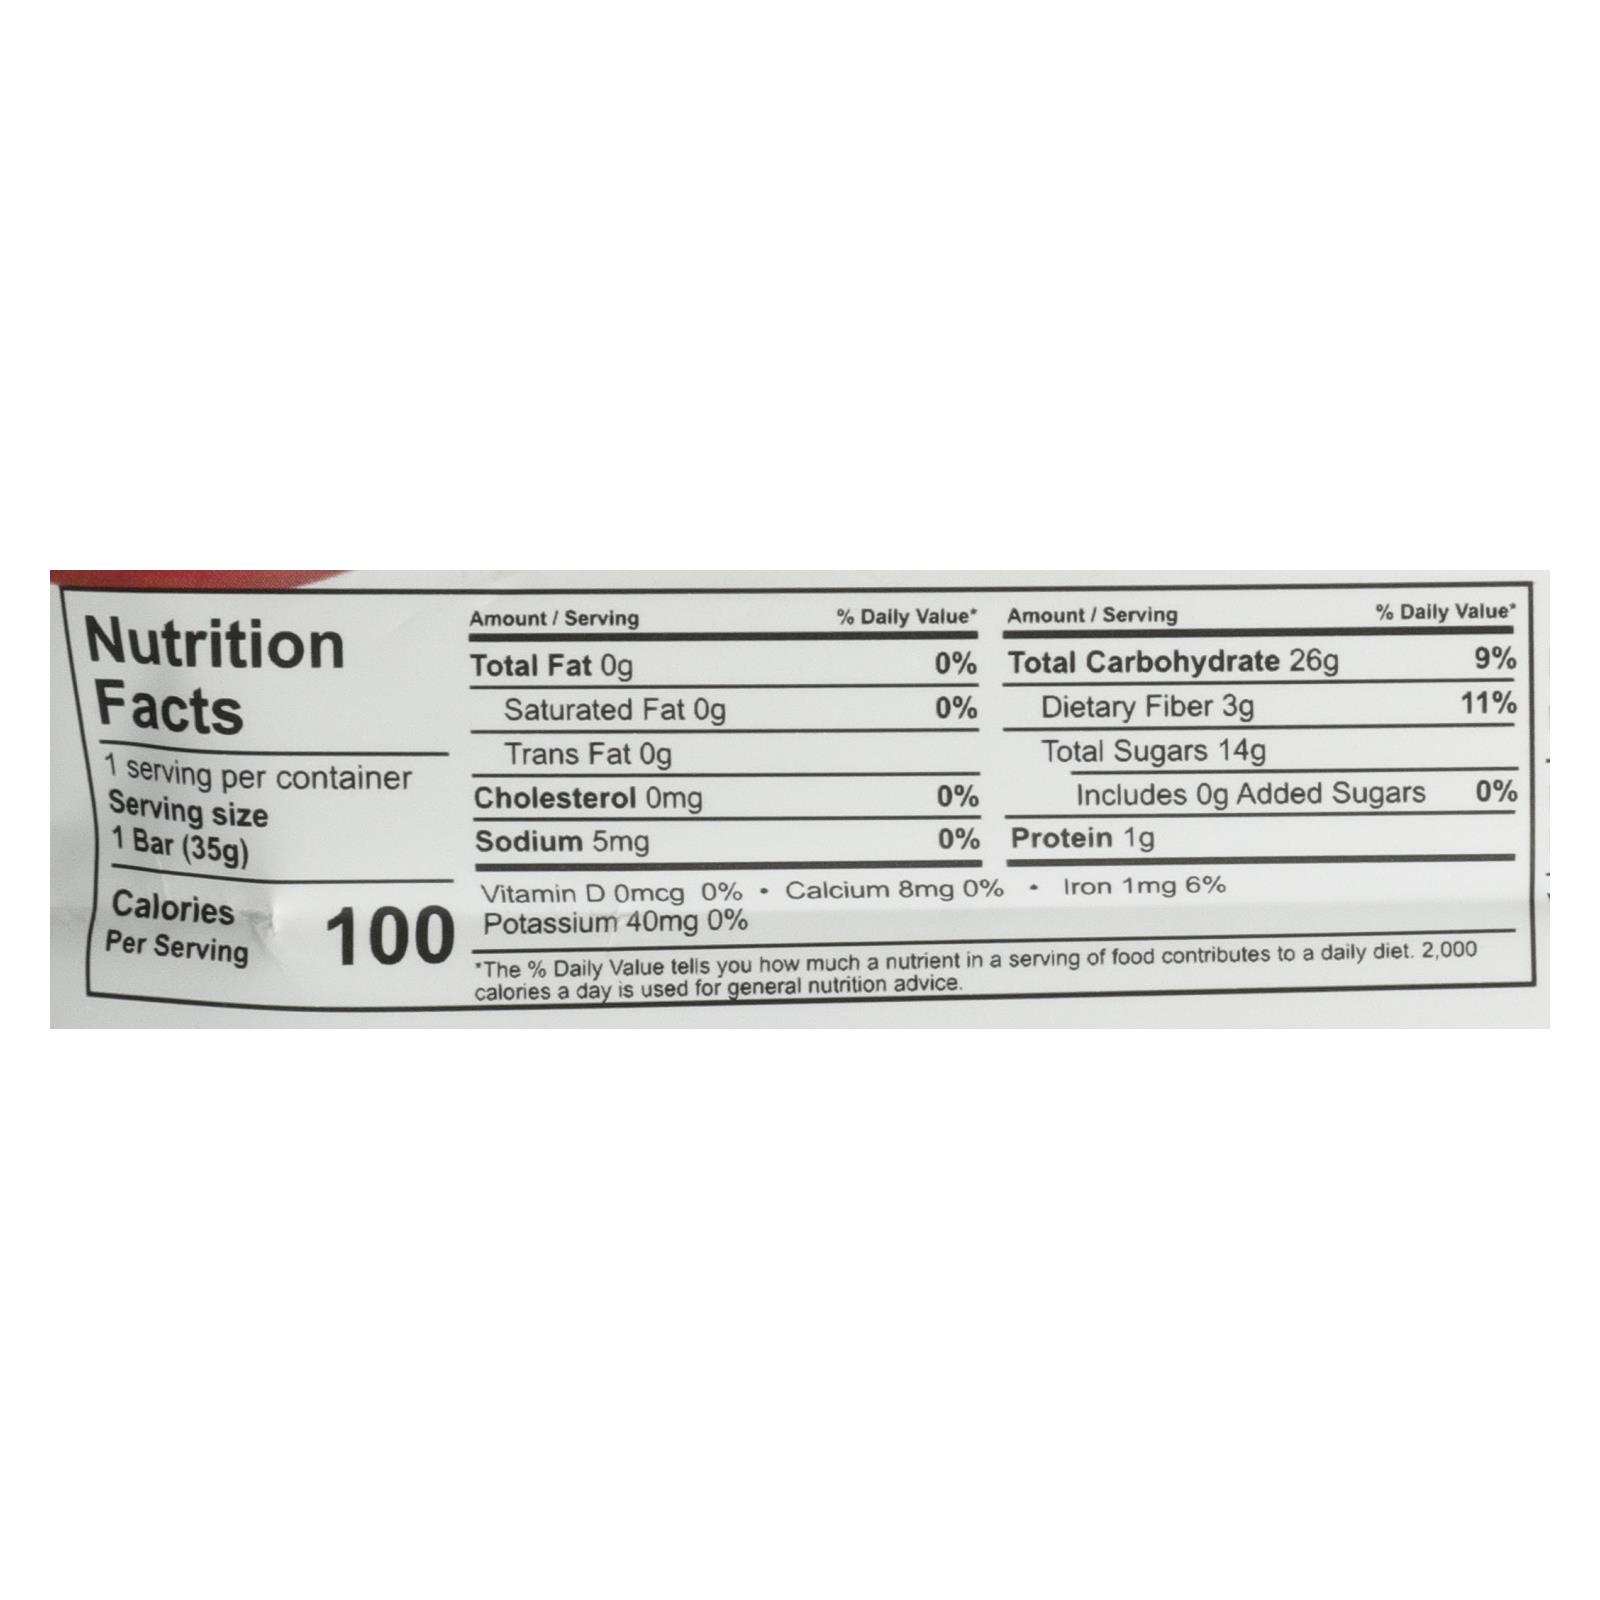 Nutrition
Facts
1 serving per container
Serving size
1 Bar (35g)
Calories
Per Serving
100
Amount / Serving % Daily Value*
Total Fat 0g 0%
Saturated Fat 0g 0%
Trans Fat 0g
Cholesterol 0mg 0%
Sodium 5mg 0%
Amount / Serving % Daily Value*
Total Carbohydrate 26g 9%
Dietary Fiber 3g 11%
Total Sugars 14g
Includes 0g Added Sugars 0%
Protein 1g
Vitamin D 0mcg 0% • Calcium 8mg 0% • Iron 1mg 6%
Potassium 40mg 0%
*The % Daily Value tells you how much a nutrient in a serving of food contributes to a daily diet. 2,000
calories a day is used for general nutrition advice.